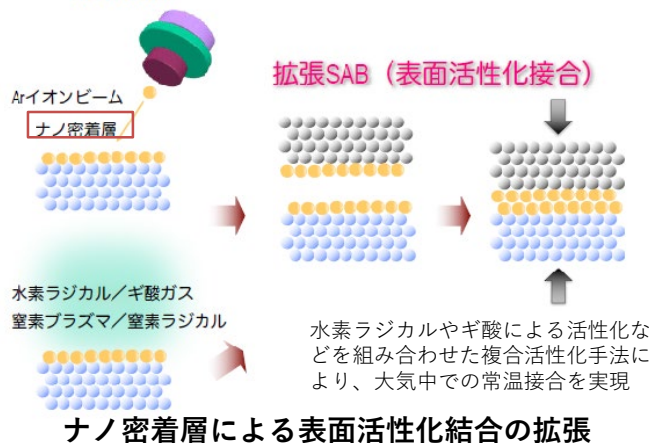 拡張SAB（表面活性化接合）
Arイオンビーム
ナノ密着層
水素ラジカル／ギ酸ガス
窒素プラズマ／窒素ラジカル
水素ラジカルやギ酸による活性化な
どを組み合わせた複合活性化手法に
より、大気中での常温接合を実現
ナノ密着層による表面活性化結合の拡張